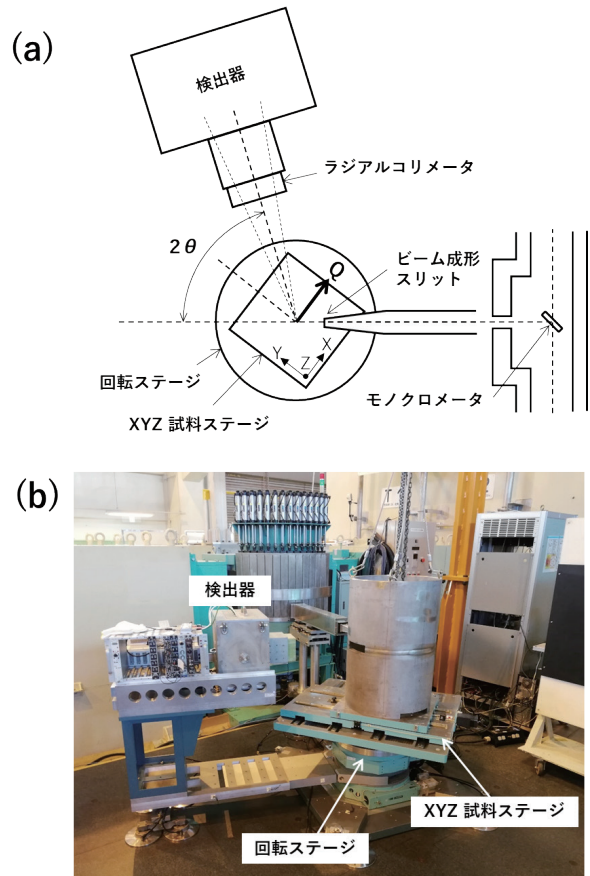 (a)
検出器
ラジアルコリメータ
2θ
Q
ビーム成形
スリット
Y
Z
X
回転ステージ
XYZ 試料ステージ
モノクロメータ
(b)
検出器
XYZ 試料ステージ
回転ステージ